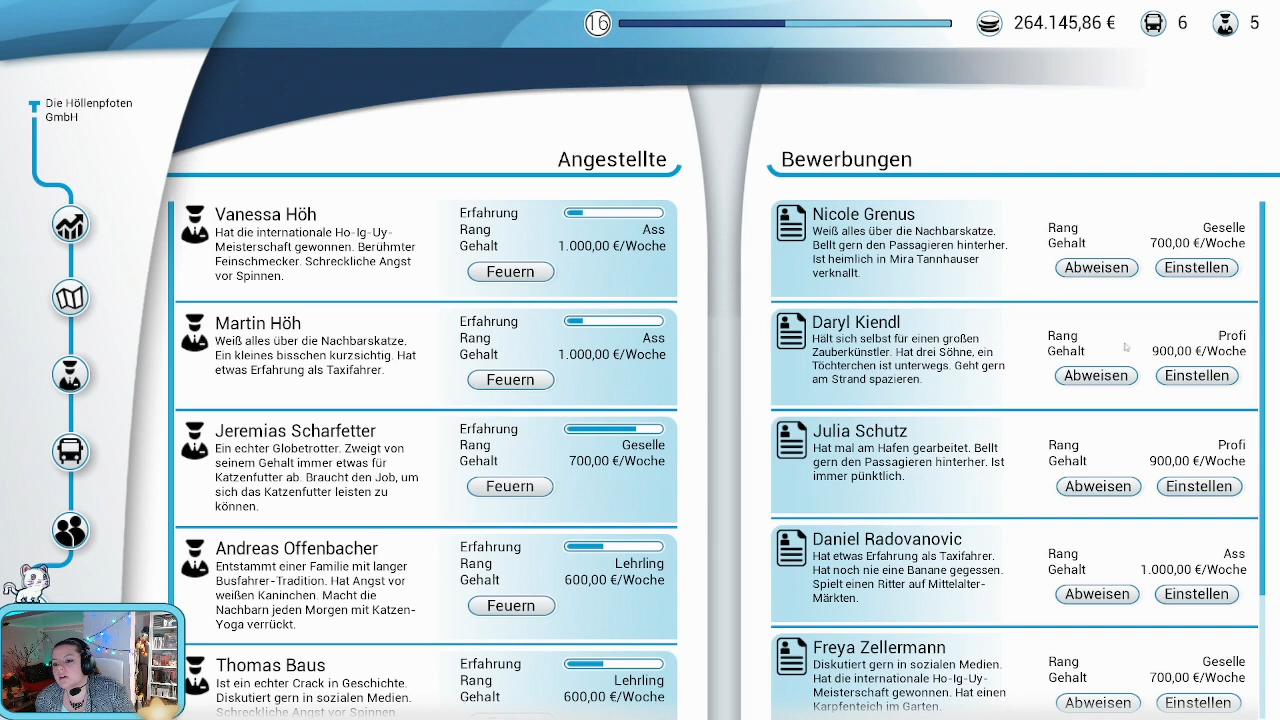 16
264.145,86 €
6
5
Die Höllenpfoten
GmbH
Angestellte
Vanessa Höh
Hat die internationale Ho-Ig-Uy-
Meisterschaft gewonnen. Berühmter
Feinschmecker. Schreckliche Angst
vor Spinnen.
Erfahrung
Rang Ass
Gehalt 1.000,00 €/Woche
Feuern
Martin Höh
Weiß alles über die Nachbarskatze.
Ein kleines bisschen kurzsichtig. Hat
etwas Erfahrung als Taxifahrer.
Erfahrung
Rang Ass
Gehalt 1.000,00 €/Woche
Feuern
Jeremias Scharfetter
Ein echter Globetrotter. Zweigt von
seinem Gehalt immer etwas für
Katzenfutter ab. Braucht den Job, um
sich das Katzenfutter leisten zu
können.
Erfahrung
Rang Geselle
Gehalt 700,00 €/Woche
Feuern
Andreas Offenbacher
Entstammt einer Familie mit langer
Busfahrer-Tradition. Hat Angst vor
weißen Kaninchen. Macht die
Nachbarn jeden Morgen mit Katzen-
Yoga verrückt.
Erfahrung
Rang Lehrling
Gehalt 600,00 €/Woche
Feuern
Thomas Baus
Ist ein echter Crack in Geschichte.
Diskutiert gern in sozialen Medien.
Schreckliche Angst vor Spinnen.
Erfahrung
Rang Lehrling
Gehalt 600,00 €/Woche
Bewerbungen
Nicole Grenus
Weiß alles über die Nachbarskatze.
Bellt gern den Passagieren hinterher.
Ist heimlich in Mira Tannhauser
verknallt.
Rang Geselle
Gehalt 700,00 €/Woche
Abweisen Einstellen
Daryl Kiendl
Hält sich selbst für einen großen
Zauberkünstler. Hat drei Söhne, ein
Töchterchen ist unterwegs. Geht gern
am Strand spazieren.
Rang Profi
Gehalt 900,00 €/Woche
Abweisen Einstellen
Julia Schutz
Hat mal am Hafen gearbeitet. Bellt
gern den Passagieren hinterher. Ist
immer pünktlich.
Rang Profi
Gehalt 900,00 €/Woche
Abweisen Einstellen
Daniel Radovanovic
Hat etwas Erfahrung als Taxifahrer.
Hat noch nie eine Banane gegessen.
Spielt einen Ritter auf Mittelalter-
Märkten.
Rang Ass
Gehalt 1.000,00 €/Woche
Abweisen Einstellen
Freya Zellermann
Diskutiert gern in sozialen Medien.
Hat die internationale Ho-Ig-Uy-
Meisterschaft gewonnen. Hat einen
Karpfenteich im Garten.
Rang Geselle
Gehalt 700,00 €/Woche
Abweisen Einstellen